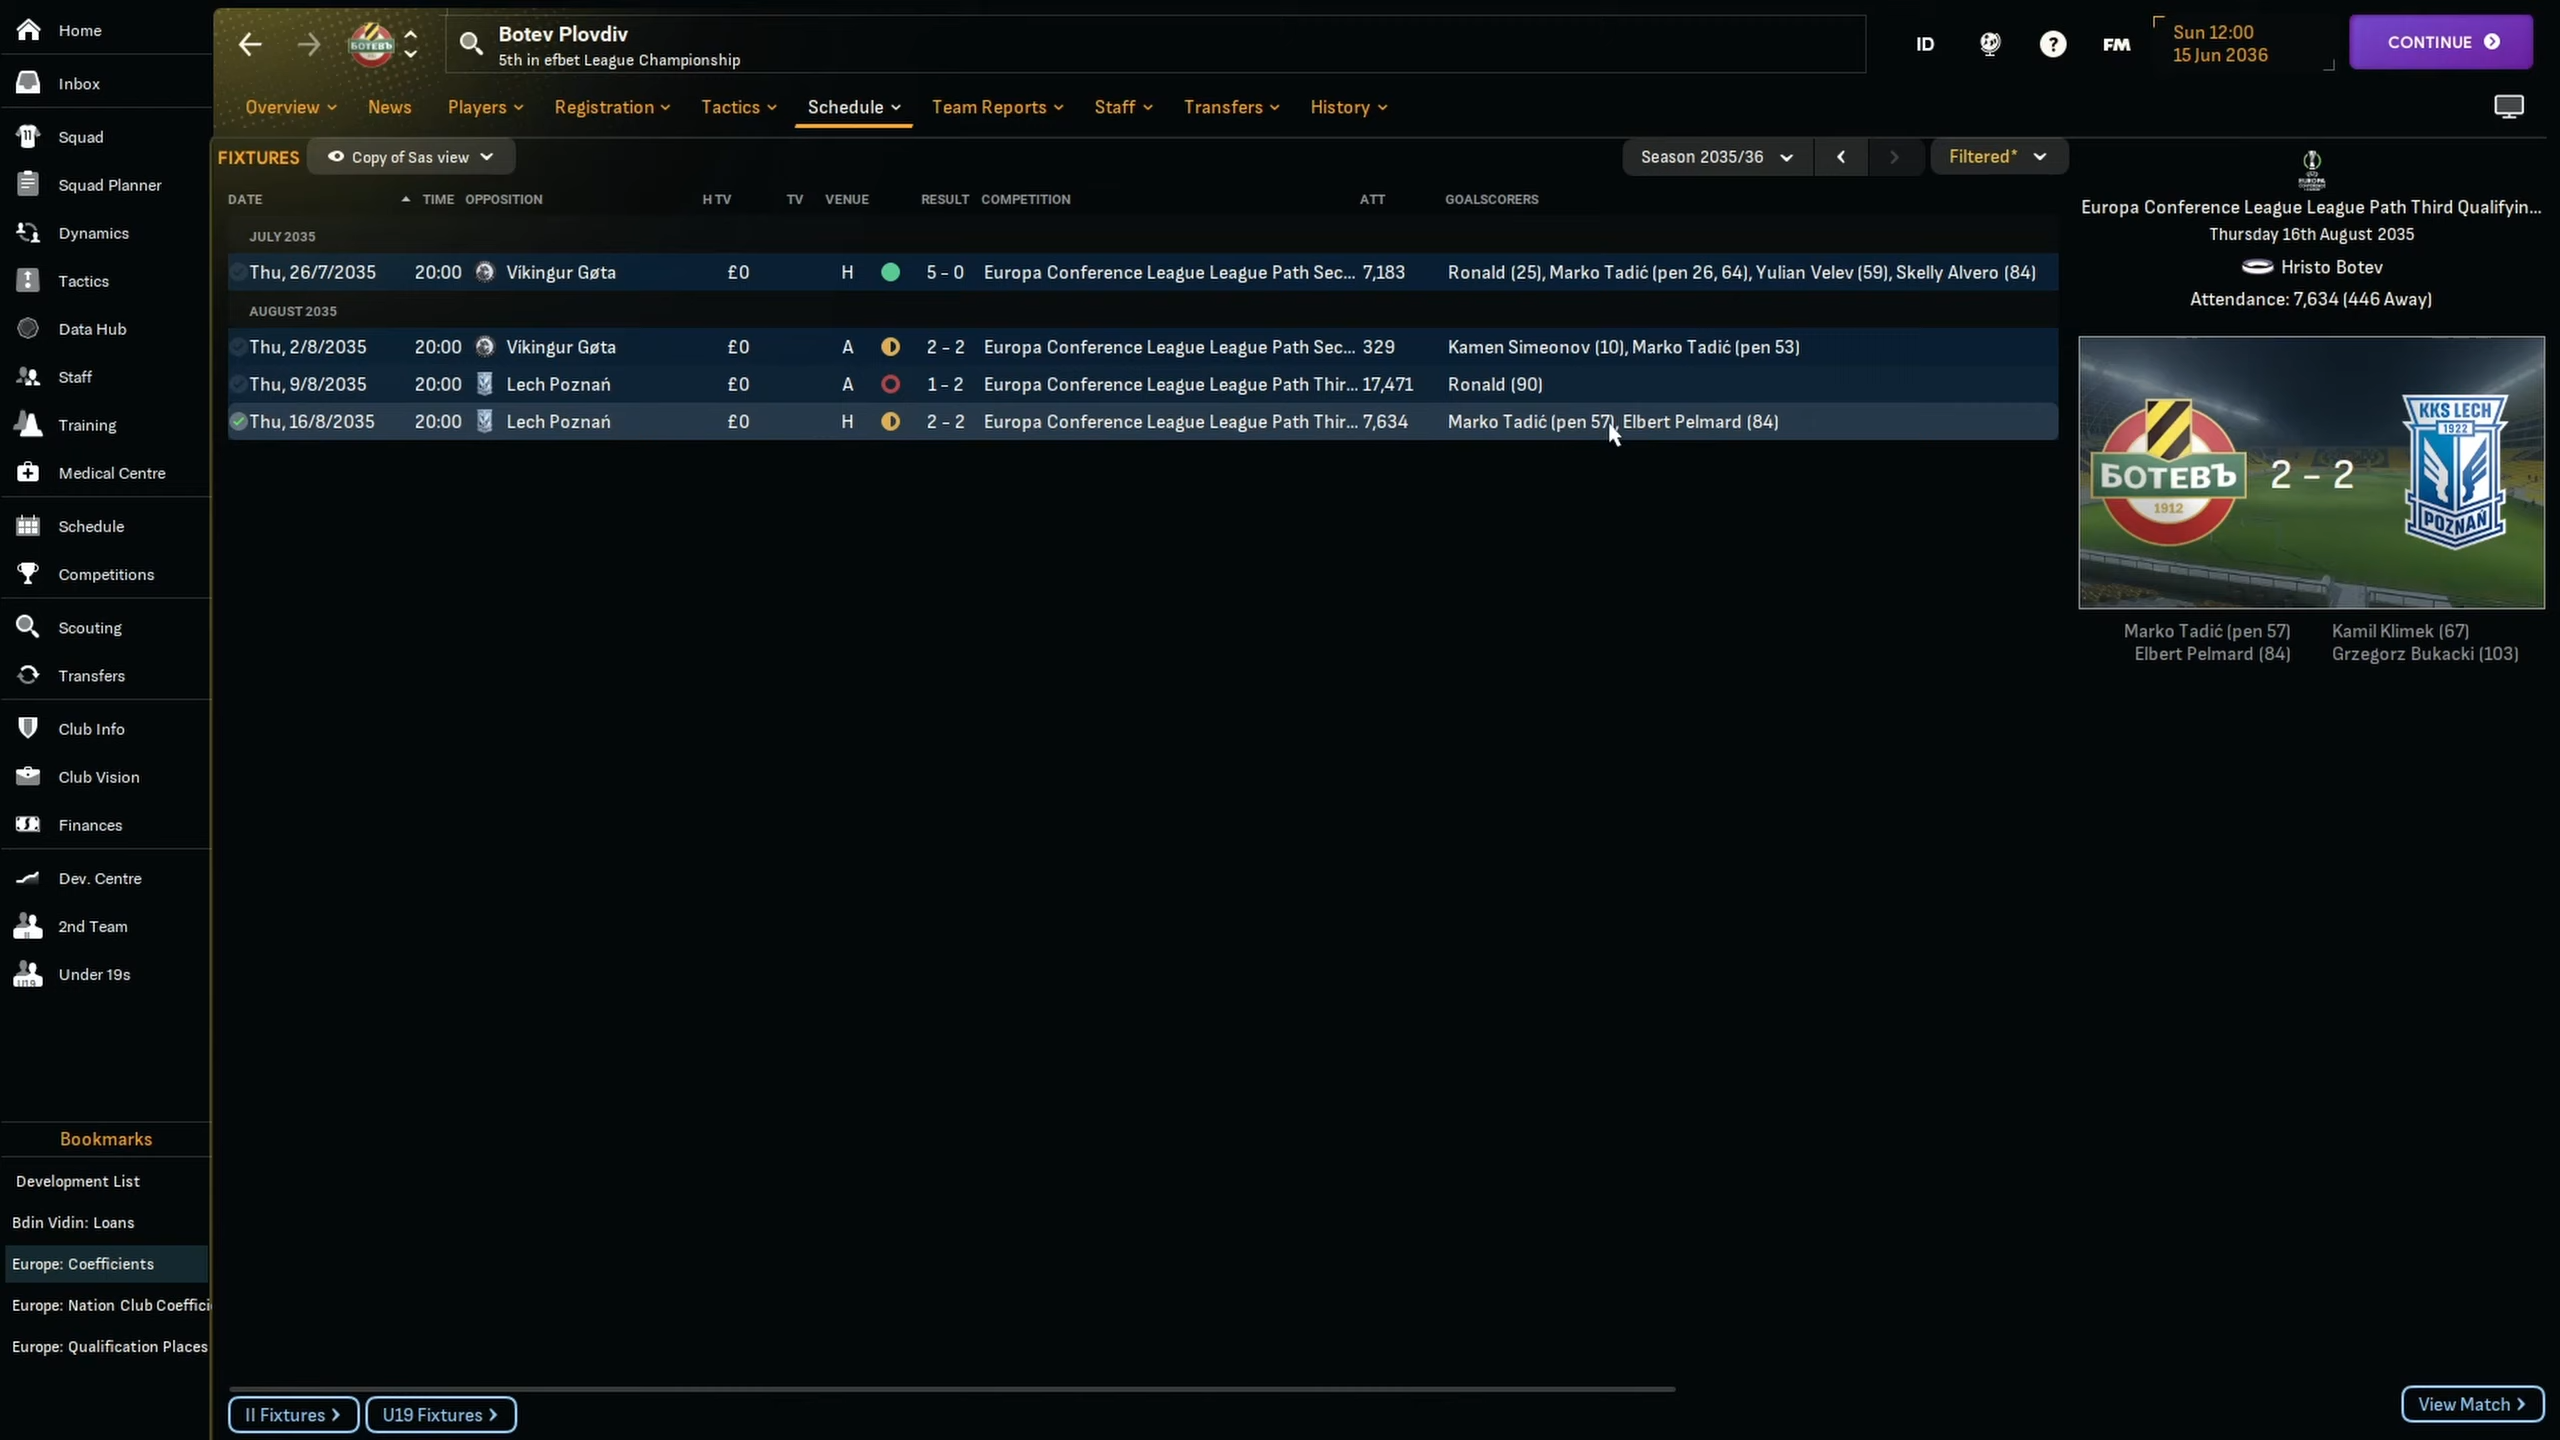 Home
Inbox
Squad
Squad Planner
Dynamics
Tactics
Data Hub
Staff
Training
Medical Centre
Schedule
Competitions
Scouting
Transfers
Club Info
Club Vision
Finances
Dev. Centre
2nd Team
Under 19s
Bookmarks
Development List
Bdin Vidin: Loans
Europe: Coefficients
Europe: Nation Club Coeffici
Europe: Qualification Places
Botev Plovdiv
5th in efbet League Championship
ID
FM
Sun 12:00
15 Jun 2036
CONTINUE
Overview News Players Registration Tactics Schedule Team Reports Staff Transfers History
FIXTURES Copy of Sas view Season 2035/36 Filtered*
DATE TIME OPPOSITION H TV TV VENUE RESULT COMPETITION ATT GOALSCORERS
JULY 2035
Thu, 26/7/2035 20:00 Víkingur Gøta £0 H 5 - 0 Europa Conference League League Path Sec... 7,183 Ronald (25), Marko Tadić (pen 26, 64), Yulian Velev (59), Skelly Alvero (84)
AUGUST 2035
Thu, 2/8/2035 20:00 Víkingur Gøta £0 A 2 - 2 Europa Conference League League Path Sec... 329 Kamen Simeonov (10), Marko Tadić (pen 53)
Thu, 9/8/2035 20:00 Lech Poznań £0 A 1 - 2 Europa Conference League League Path Thir... 17,471 Ronald (90)
Thu, 16/8/2035 20:00 Lech Poznań £0 H 2 - 2 Europa Conference League League Path Thir... 7,634 Marko Tadić (pen 57), Elbert Pelmard (84)
Europa Conference League League Path Third Qualifyin...
Thursday 16th August 2035
Hristo Botev
Attendance: 7,634 (446 Away)
БОТЕВЪ
1912
2 - 2
KKS LECH
1922
POZNAŃ
Marko Tadić (pen 57) Kamil Klimek (67)
Elbert Pelmard (84) Grzegorz Bukacki (103)
II Fixtures
U19 Fixtures
View Match